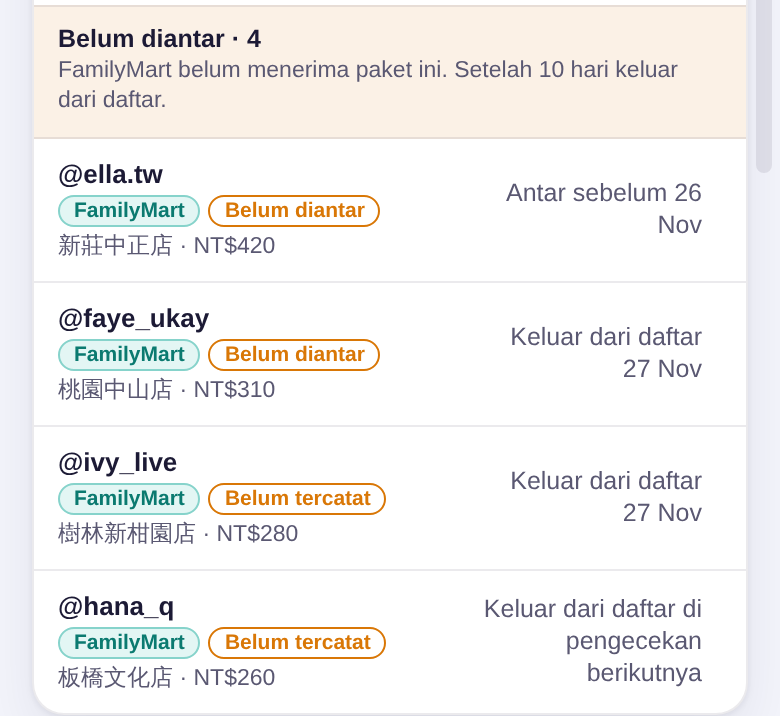 Belum diantar · 4
FamilyMart belum menerima paket ini. Setelah 10 hari keluar
dari daftar.
@ella.tw
FamilyMart Belum diantar
新莊中正店 · NT$420
Antar sebelum 26
Nov
@faye_ukay
FamilyMart Belum diantar
桃園中山店 · NT$310
Keluar dari daftar
27 Nov
@ivy_live
FamilyMart Belum tercatat
樹林新柑園店 · NT$280
Keluar dari daftar
27 Nov
@hana_q
FamilyMart Belum tercatat
板橋文化店 · NT$260
Keluar dari daftar di
pengecekan
berikutnya